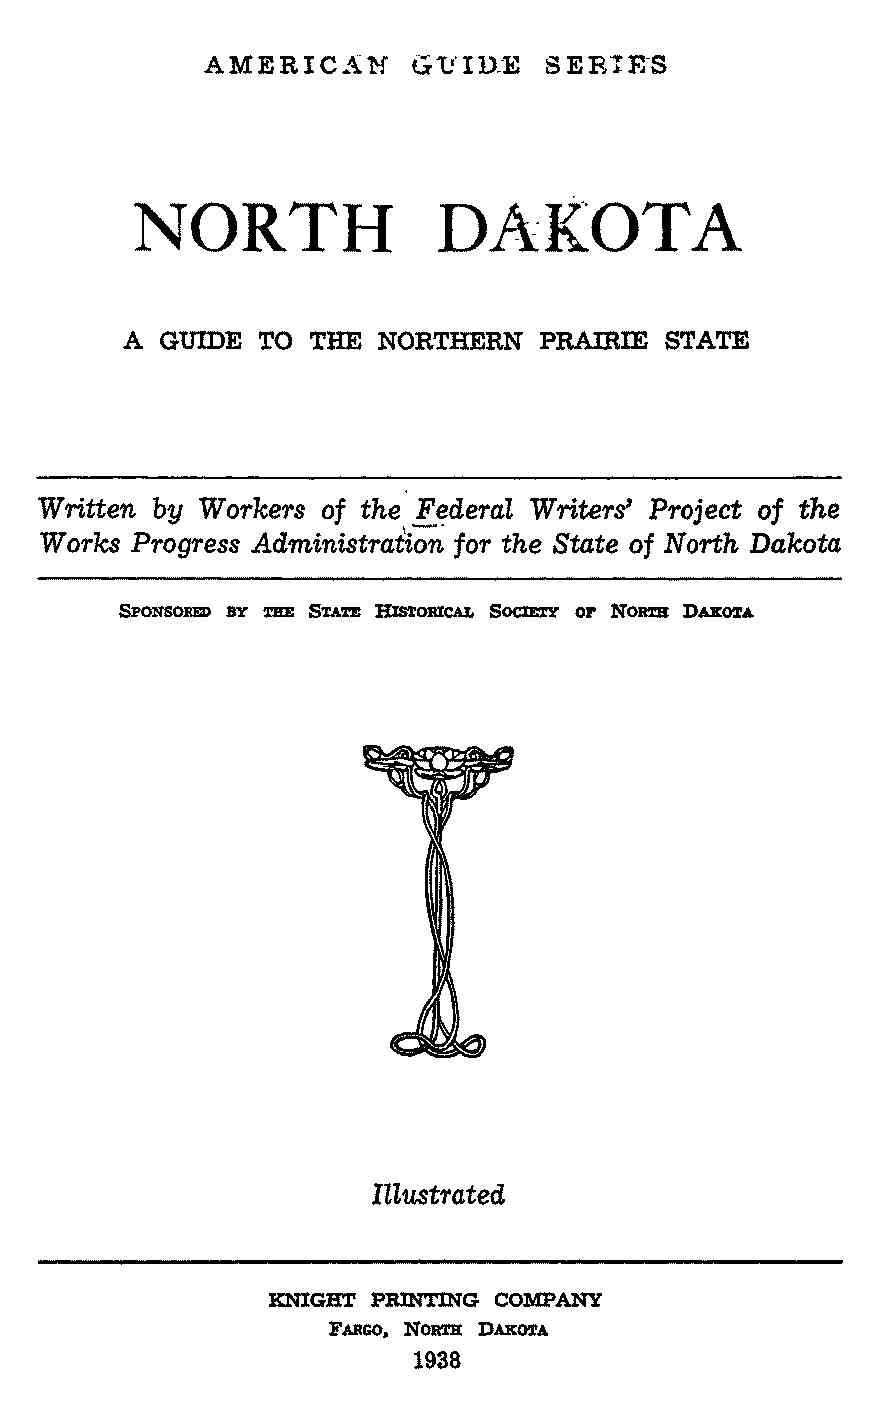 AMERICAN GUIDE SERIES
NORTH DAKOTA
A GUIDE TO THE NORTHERN PRAIRIE STATE
Written by Workers of the Federal Writers' Project of the
Works Progress Administration for the State of North Dakota
SPONSORED BY THE STATE HISTORICAL SOCIETY OF NORTH DAKOTA
Illustrated
KNIGHT PRINTING COMPANY
FARGO, NORTH DAKOTA
1938